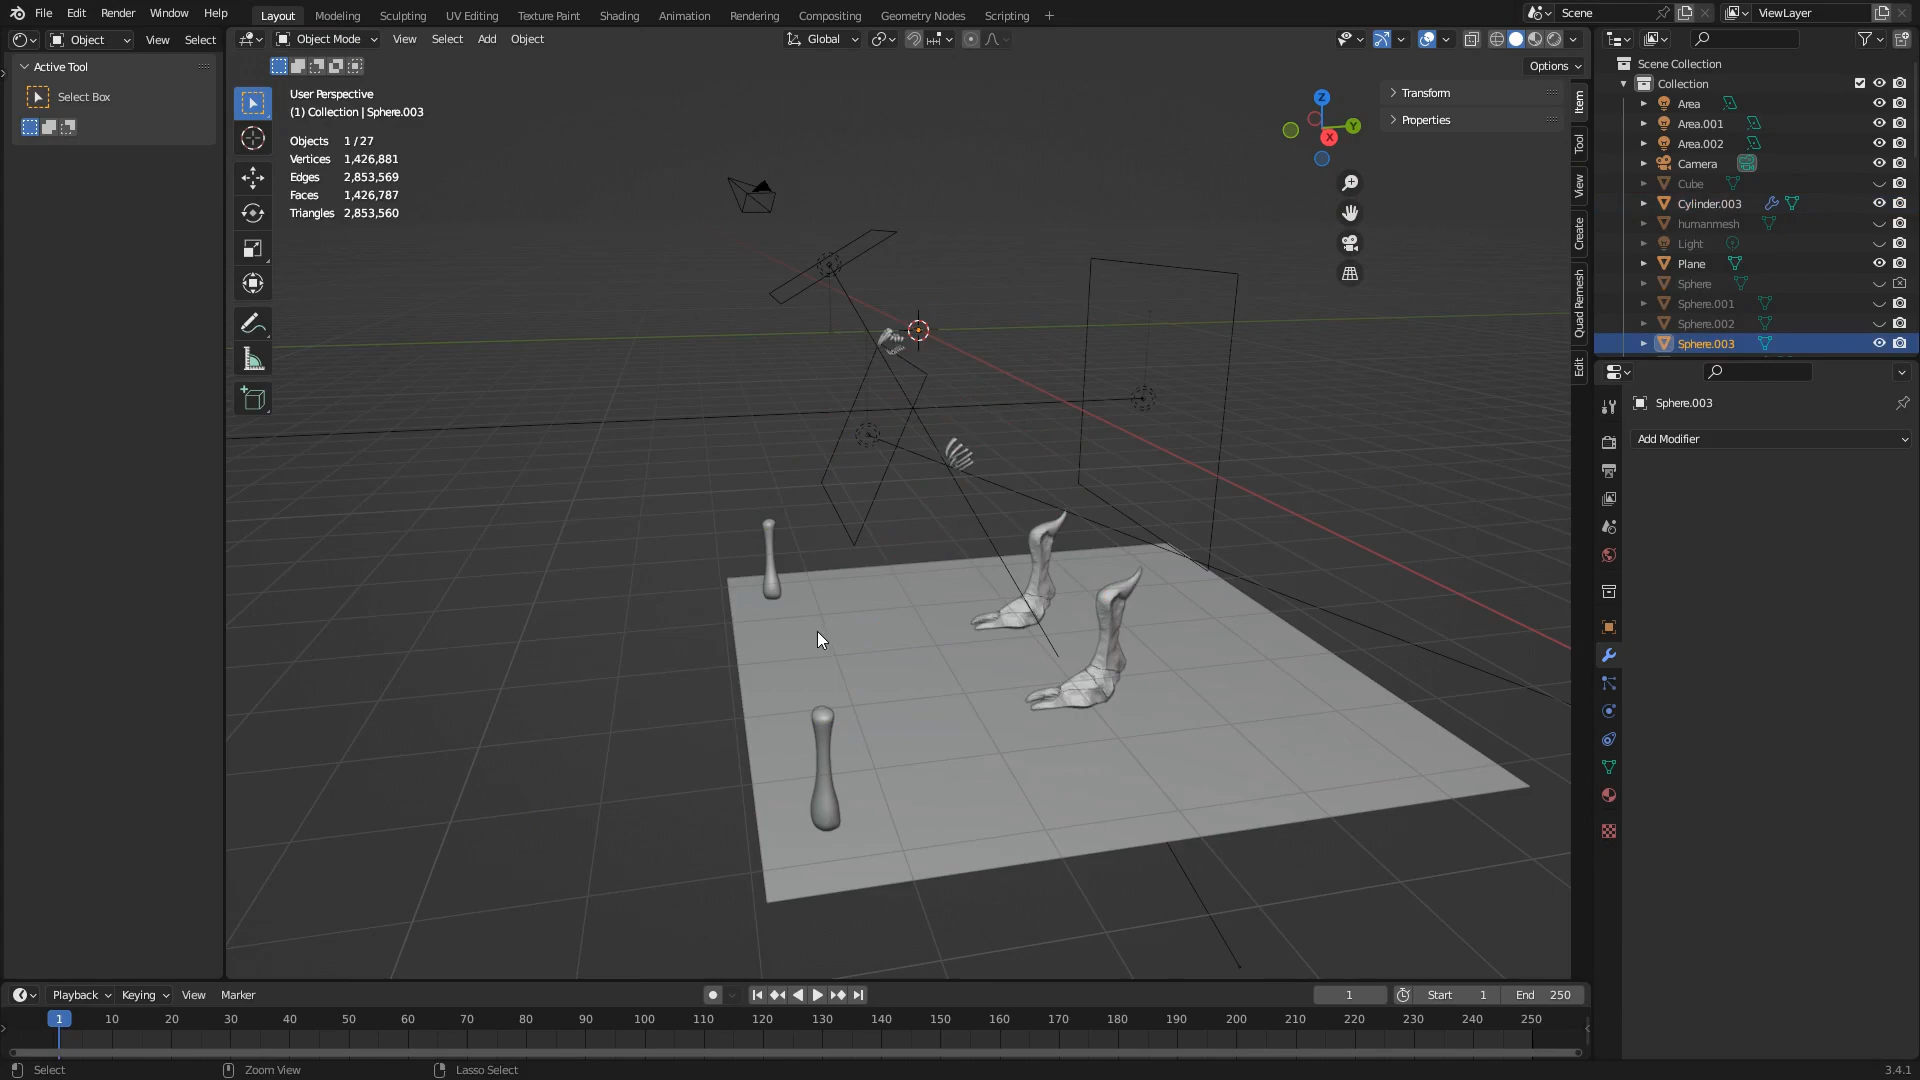 File Edit Render Window Help Layout Modeling Sculpting UV Editing Texture Paint Shading Animation Rendering Compositing Geometry Nodes Scripting + Scene ViewLayer
Object View Select Object Mode View Select Add Object Global
Options
Active Tool
Select Box
User Perspective
(1) Collection | Sphere.003
Objects 1 / 27
Vertices 1,426,881
Edges 2,853,569
Faces 1,426,787
Triangles 2,853,560
Z
Y
X
Transform
Properties
Item
Tool
View
Create
Quad Remesh
Edit
Scene Collection
Collection
Area
Area.001
Area.002
Camera
Cube
Cylinder.003
humanmesh
Light
Plane
Sphere
Sphere.001
Sphere.002
Sphere.003
Sphere.003
Add Modifier
Playback Keying View Marker 1 Start 1 End 250
1 10 20 30 40 50 60 70 80 90 100 110 120 130 140 150 160 170 180 190 200 210 220 230 240 250
Select Zoom View Lasso Select 3.4.1